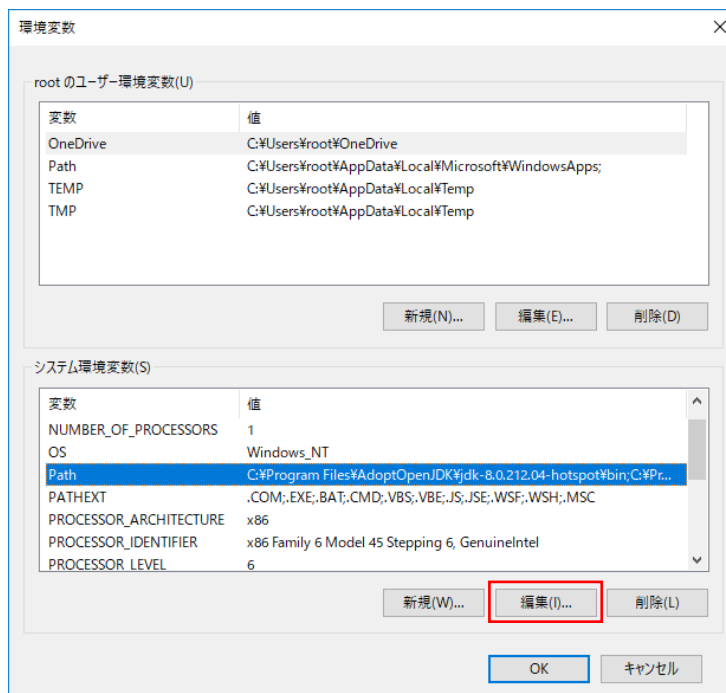 環境変数
root のユーザー環境変数(U)
変数 値
OneDrive C:¥Users¥root¥OneDrive
Path C:¥Users¥root¥AppData¥Local¥Microsoft¥WindowsApps;
TEMP C:¥Users¥root¥AppData¥Local¥Temp
TMP C:¥Users¥root¥AppData¥Local¥Temp
新規(N)... 編集(E)... 削除(D)
システム環境変数(S)
変数 値
NUMBER_OF_PROCESSORS 1
OS Windows_NT
Path C:¥Program Files¥AdoptOpenJDK¥jdk-8.0.212.04-hotspot¥bin;C:¥Pr...
PATHEXT .COM;.EXE;.BAT;.CMD;.VBS;.VBE;.JS;.JSE;.WSF;.WSH;.MSC
PROCESSOR_ARCHITECTURE x86
PROCESSOR_IDENTIFIER x86 Family 6 Model 45 Stepping 6, GenuineIntel
PROCESSOR_LEVEL 6
新規(W)... 編集(I)... 削除(L)
OK キャンセル